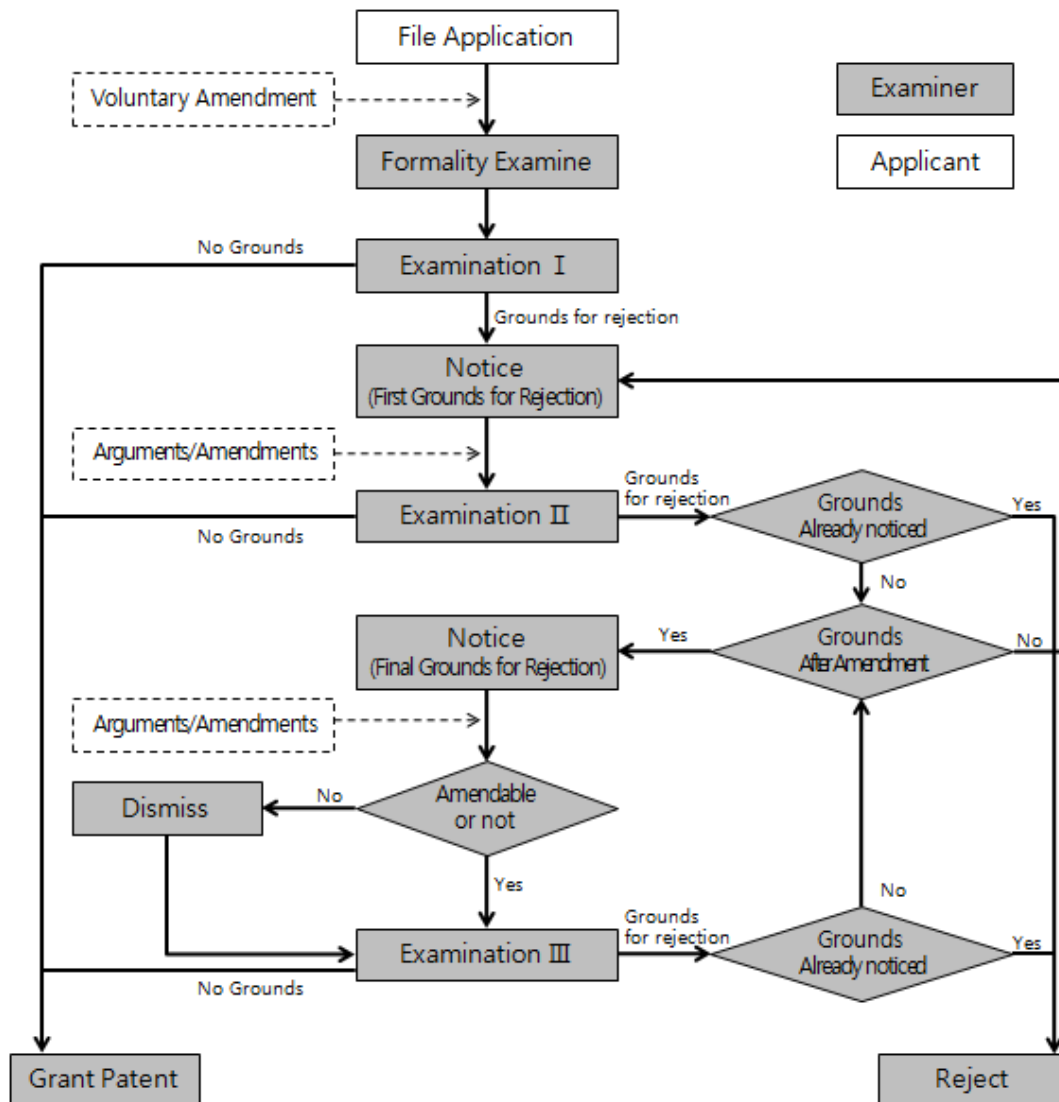 File Application
Voluntary Amendment
Examiner
Formality Examine
Applicant
No Grounds
Examination Ⅰ
Grounds for rejection
Notice
(First Grounds for Rejection)
Arguments/Amendments
Grounds
for rejection
Examination Ⅱ
Grounds
Already noticed
Yes
No Grounds
No
Notice
(Final Grounds for Rejection)
Yes
Grounds
After Amendment
No
Arguments/Amendments
Dismiss
No
Amendable
or not
Yes
No
Grounds
for rejection
Examination Ⅲ
Grounds
Already noticed
Yes
No Grounds
Grant Patent
Reject